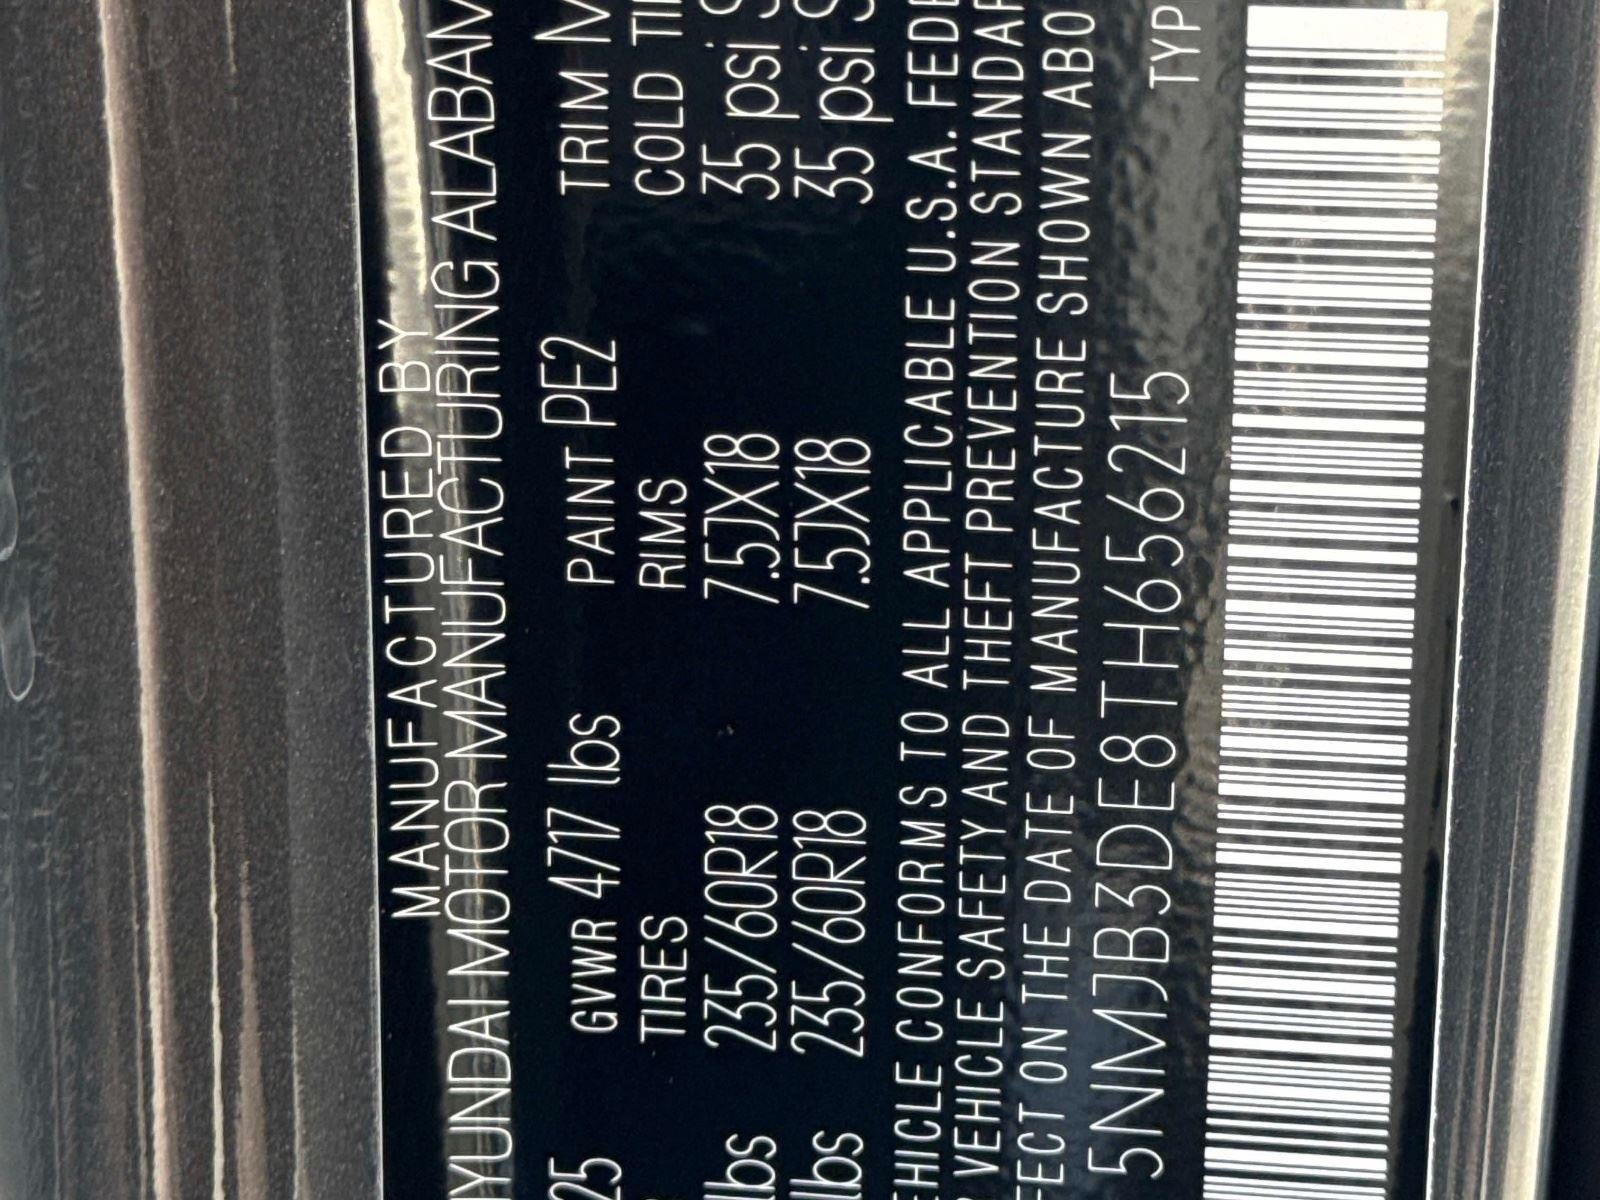 MANUFACTURED BY
YUNDAI MOTOR MANUFACTURING ALABAM
25 GVWR 4717 lbs PAINT PE2 TRIM M
TIRES RIMS COLD TI
lbs 235/60R18 7.5JX18 35 psi S
lbs 235/60R18 7.5JX18 35 psi S
EHICLE CONFORMS TO ALL APPLICABLE U.S.A. FEDE
VEHICLE SAFETY AND THEFT PREVENTION STANDAR
FECT ON THE DATE OF MANUFACTURE SHOWN ABO
5NMJB3DE8TH656215 TYP